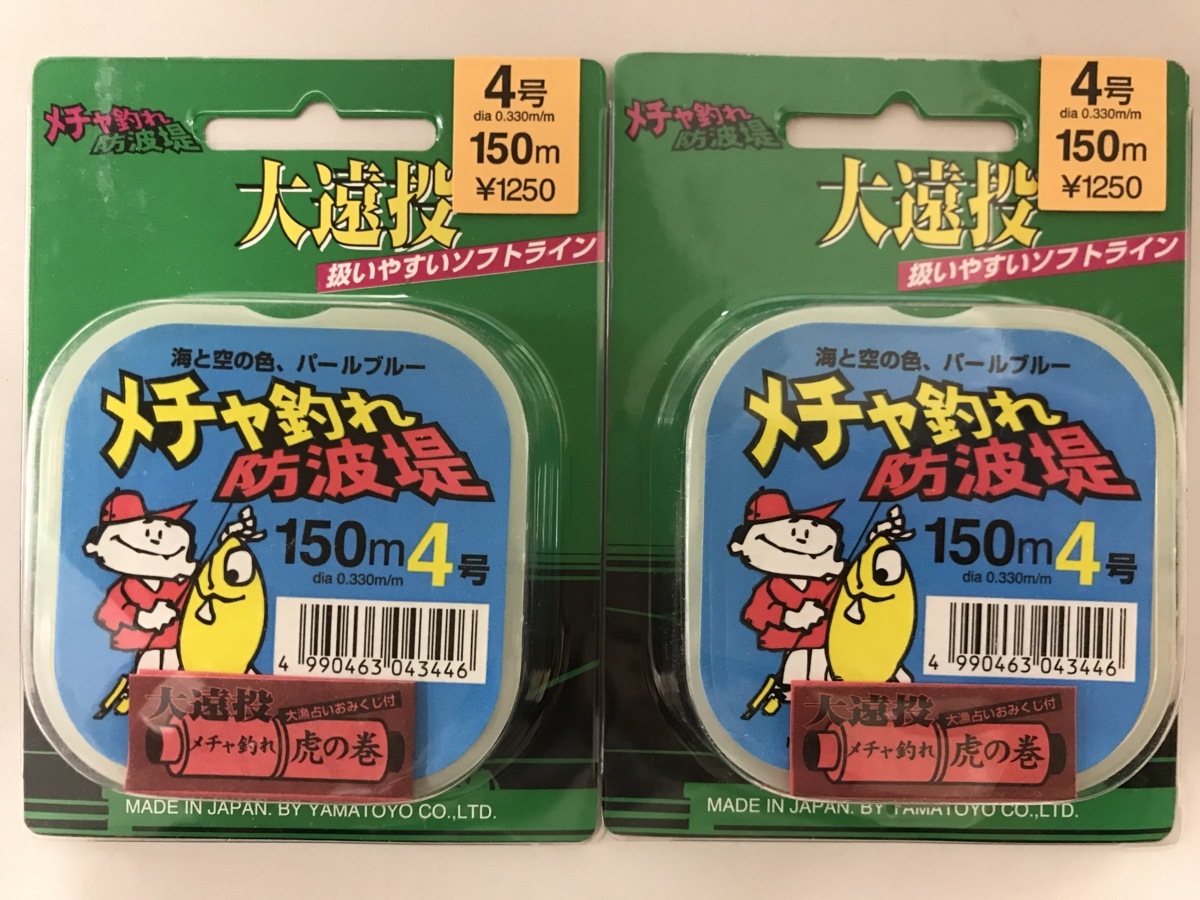 メチャ釣れ
防波堤
4号
dia 0.330m/m
150m
¥1250
大遠投
扱いやすいソフトライン
海と空の色、パールブルー
メチャ釣れ
防波堤
150m 4号
dia 0.330m/m
4 990463 043446
大遠投
大漁占いおみくじ付
メチャ釣れ
虎の巻
MADE IN JAPAN. BY YAMATOYO CO.,LTD.
メチャ釣れ
防波堤
4号
dia 0.330m/m
150m
¥1250
大遠投
扱いやすいソフトライン
海と空の色、パールブルー
メチャ釣れ
防波堤
150m 4号
dia 0.330m/m
4 990463 043446
大遠投
大漁占いおみくじ付
メチャ釣れ
虎の巻
MADE IN JAPAN. BY YAMATOYO CO.,LTD.